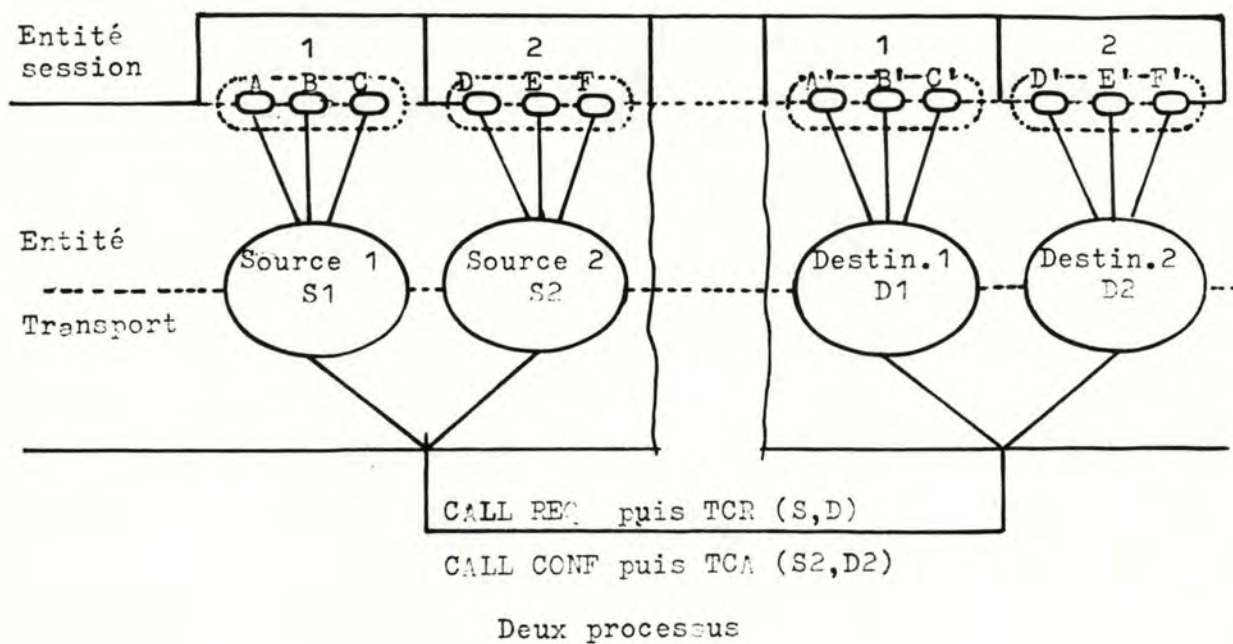 Entité
session
1 2 1 2
A B C D E F A' B' C' D' E' F'
Entité
Transport
Source 1
S1
Source 2
S2
Destin.1
D1
Destin.2
D2
CALL REQ puis TCR (S,D)
CALL CONF puis TCA (S2,D2)
Deux processus